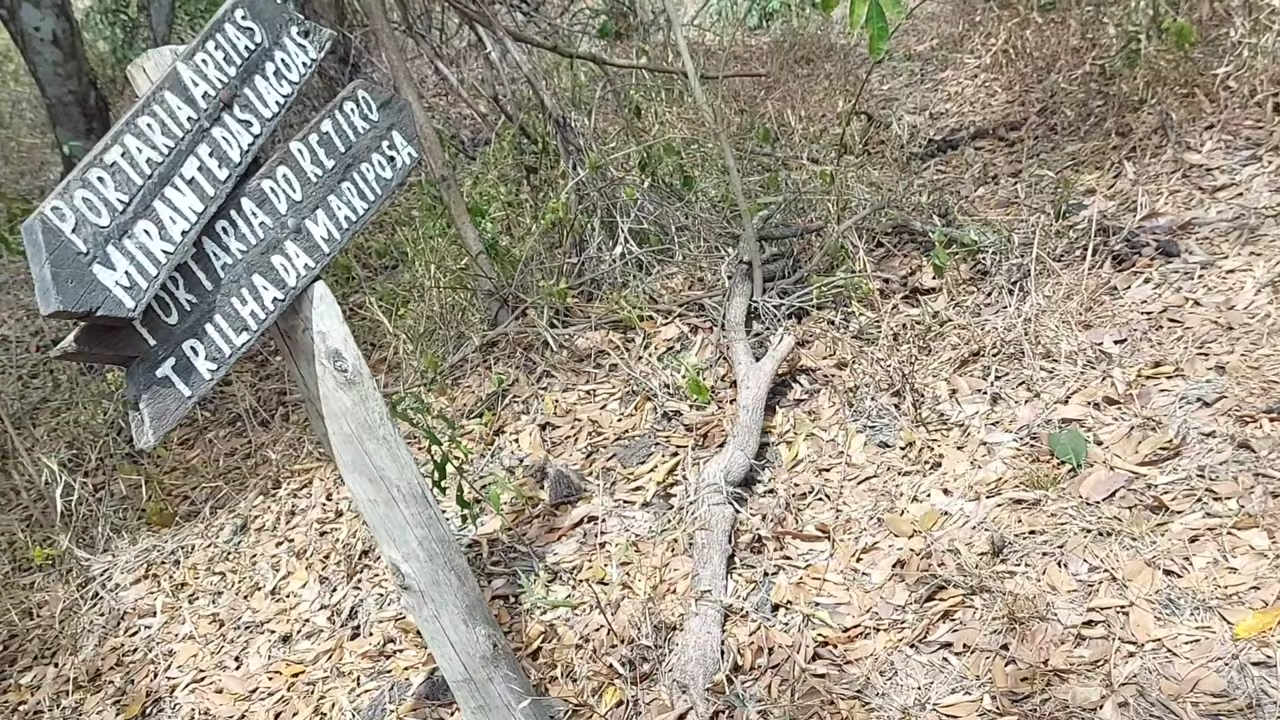 PORTARIA AREIAS
MIRANTE DAS LAGOAS
PORTARIA DO RETIRO
TRILHA DA MARIPOSA